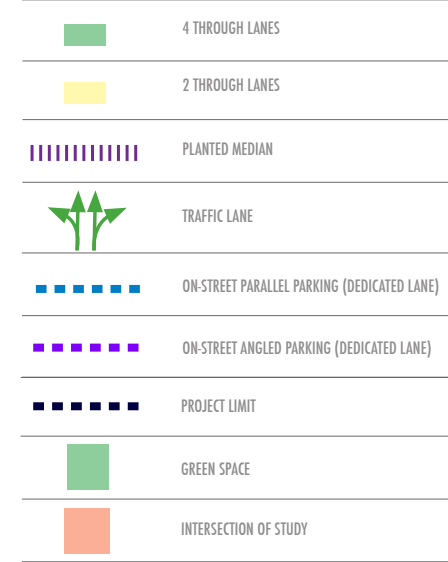 4 THROUGH LANES
2 THROUGH LANES
PLANTED MEDIAN
TRAFFIC LANE
ON-STREET PARALLEL PARKING (DEDICATED LANE)
ON-STREET ANGLED PARKING (DEDICATED LANE)
PROJECT LIMIT
GREEN SPACE
INTERSECTION OF STUDY